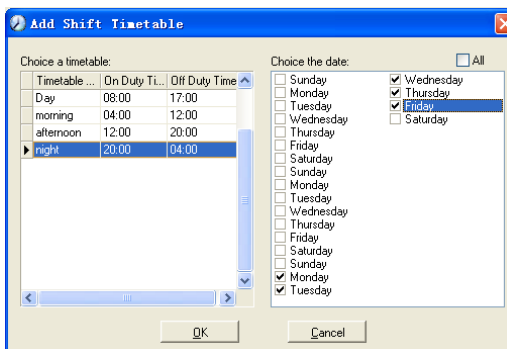 Add Shift Timetable
Choice a timetable:
Timetable ... On Duty Ti... Off Duty Time
Day 08:00 17:00
morning 04:00 12:00
afternoon 12:00 20:00
night 20:00 04:00
Choice the date:
All
Sunday
Monday
Tuesday
Wednesday
Thursday
Friday
Saturday
Sunday
Monday
Tuesday
Wednesday
Thursday
Friday
Saturday
Sunday
Monday
Tuesday
Wednesday
Thursday
Friday
Saturday
OK
Cancel